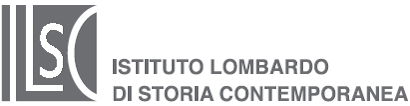 ILSC
ISTITUTO LOMBARDO
DI STORIA CONTEMPORANEA